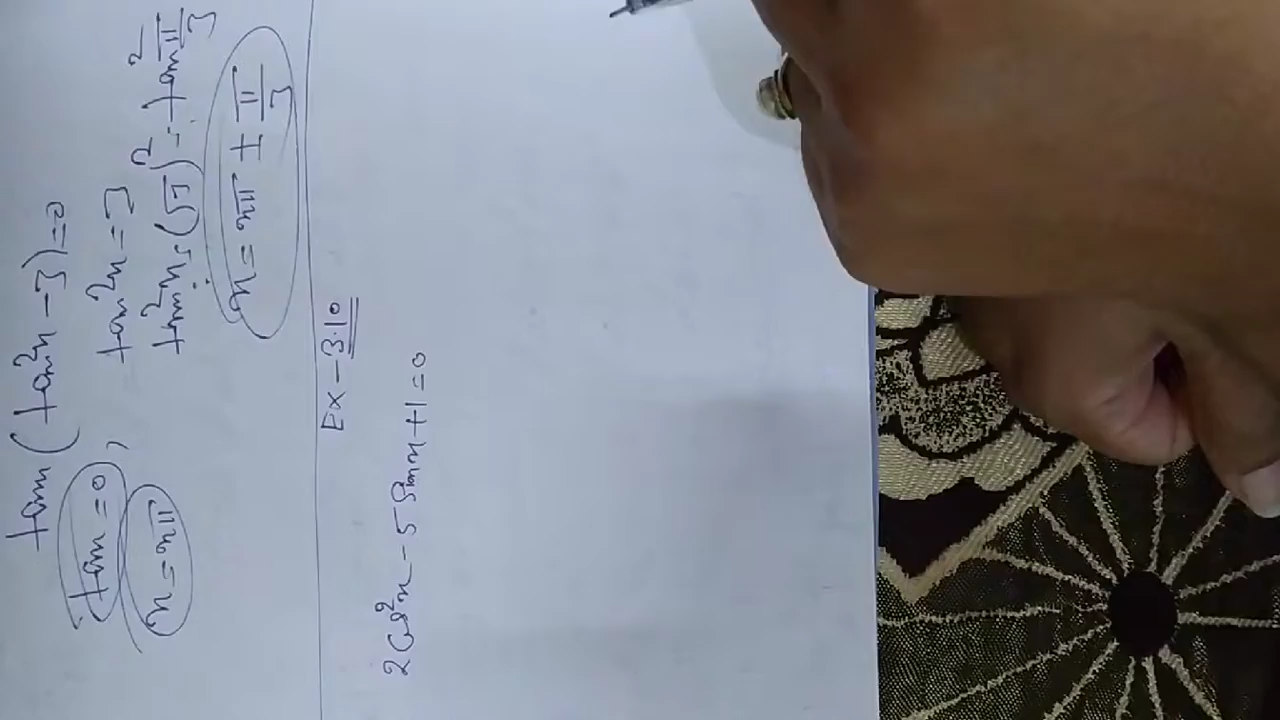 tan(tan²x - 3) = 0
tan = 0, tan²x = 3
x = nπ
tan²x = (√3)² = tan² π/3
x = nπ ± π/3
Ex - 3.10
2 Cos²x - 5 Sinx + 1 = 0